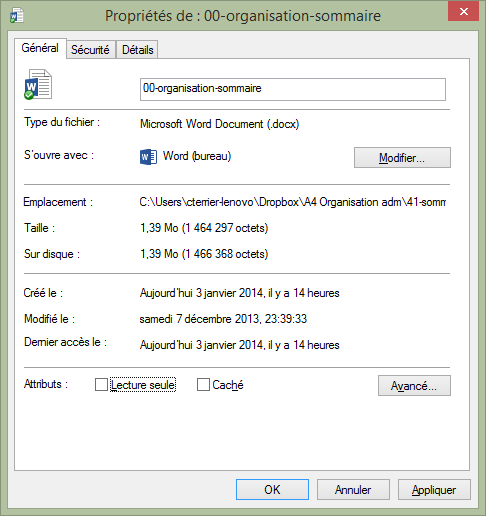 Propriétés de : 00-organisation-sommaire
Général Sécurité Détails
00-organisation-sommaire
Type du fichier : Microsoft Word Document (.docx)
S'ouvre avec : Word (bureau) Modifier...
Emplacement : C:\Users\cterrier-lenovo\Dropbox\A4 Organisation adm\41-somm
Taille : 1,39 Mo (1 464 297 octets)
Sur disque : 1,39 Mo (1 466 368 octets)
Créé le : Aujourd'hui 3 janvier 2014, il y a 14 heures
Modifié le : samedi 7 décembre 2013, 23:39:33
Dernier accès le : Aujourd'hui 3 janvier 2014, il y a 14 heures
Attributs : Lecture seule Caché Avancé...
OK Annuler Appliquer